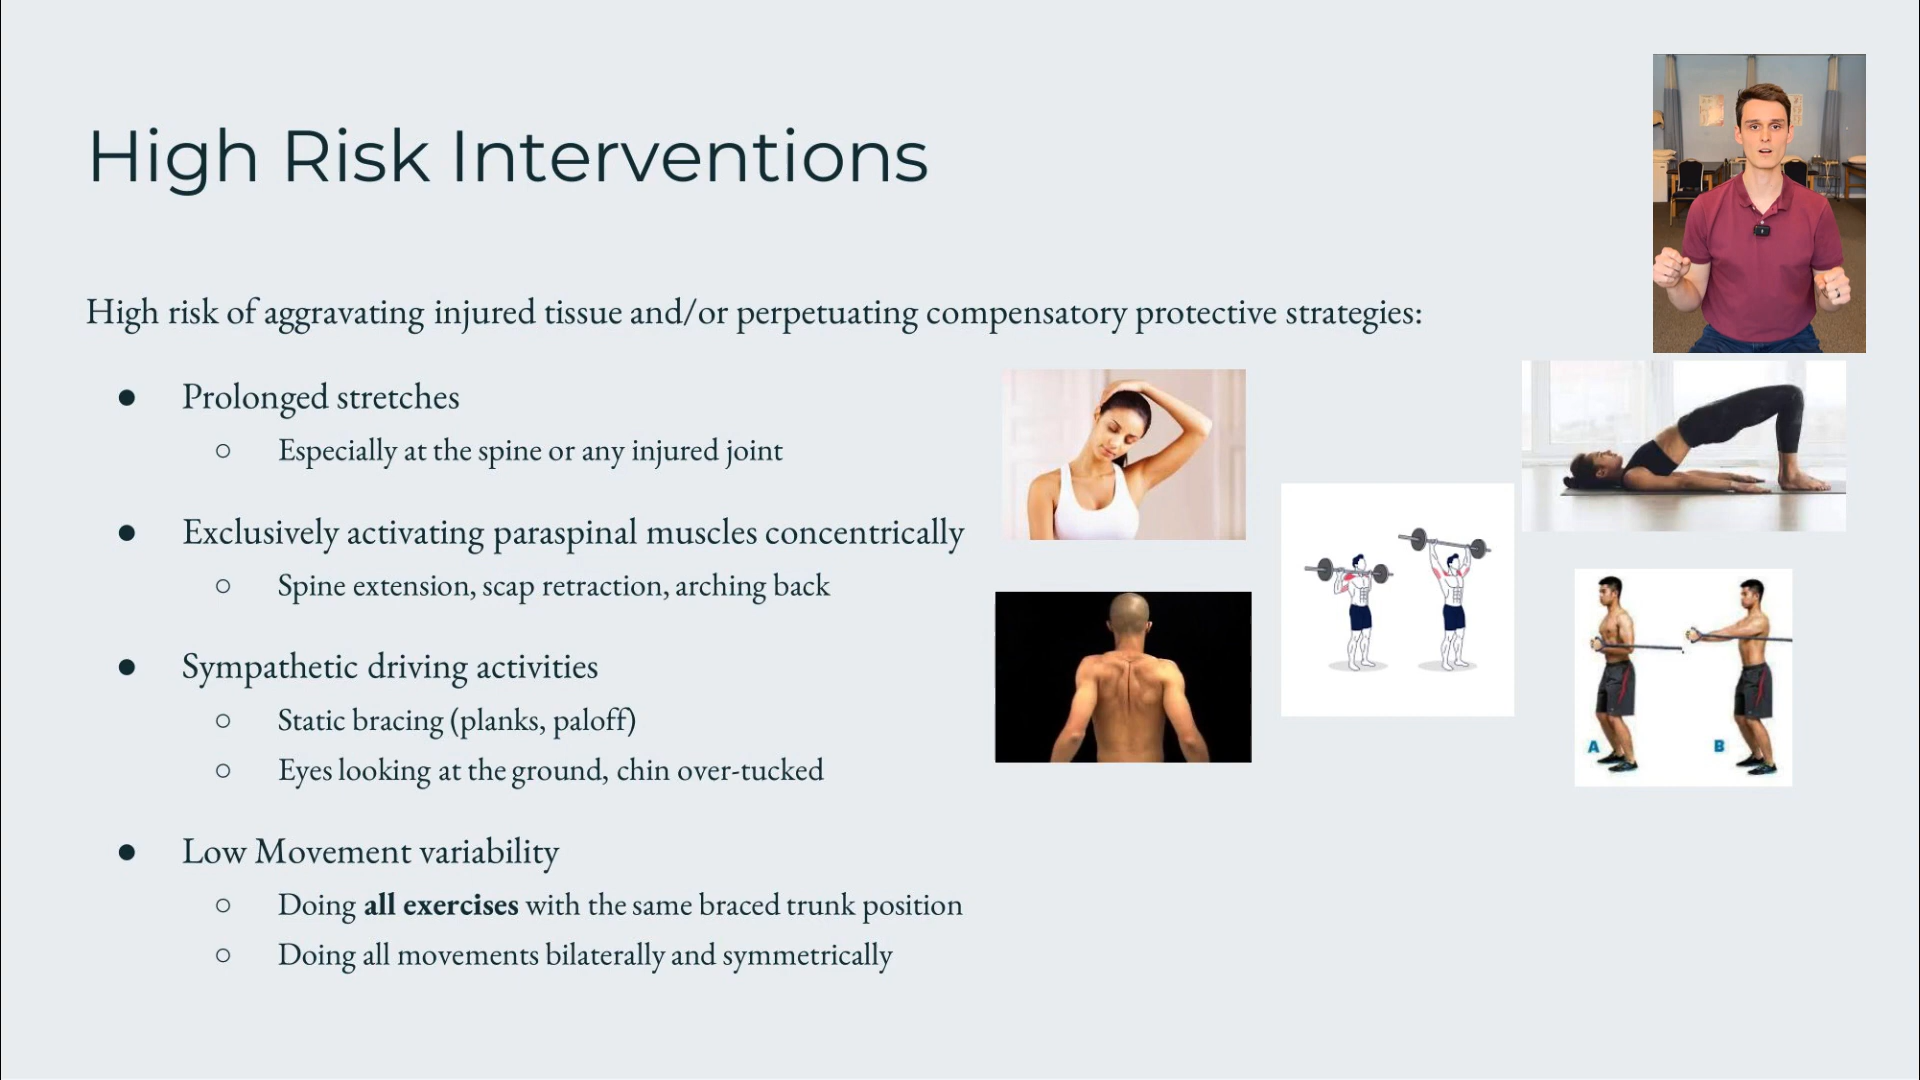 High Risk Interventions
High risk of aggravating injured tissue and/or perpetuating compensatory protective strategies:
● Prolonged stretches
○ Especially at the spine or any injured joint
● Exclusively activating paraspinal muscles concentrically
○ Spine extension, scap retraction, arching back
● Sympathetic driving activities
○ Static bracing (planks, paloff)
○ Eyes looking at the ground, chin over-tucked
● Low Movement variability
○ Doing all exercises with the same braced trunk position
○ Doing all movements bilaterally and symmetrically
A B